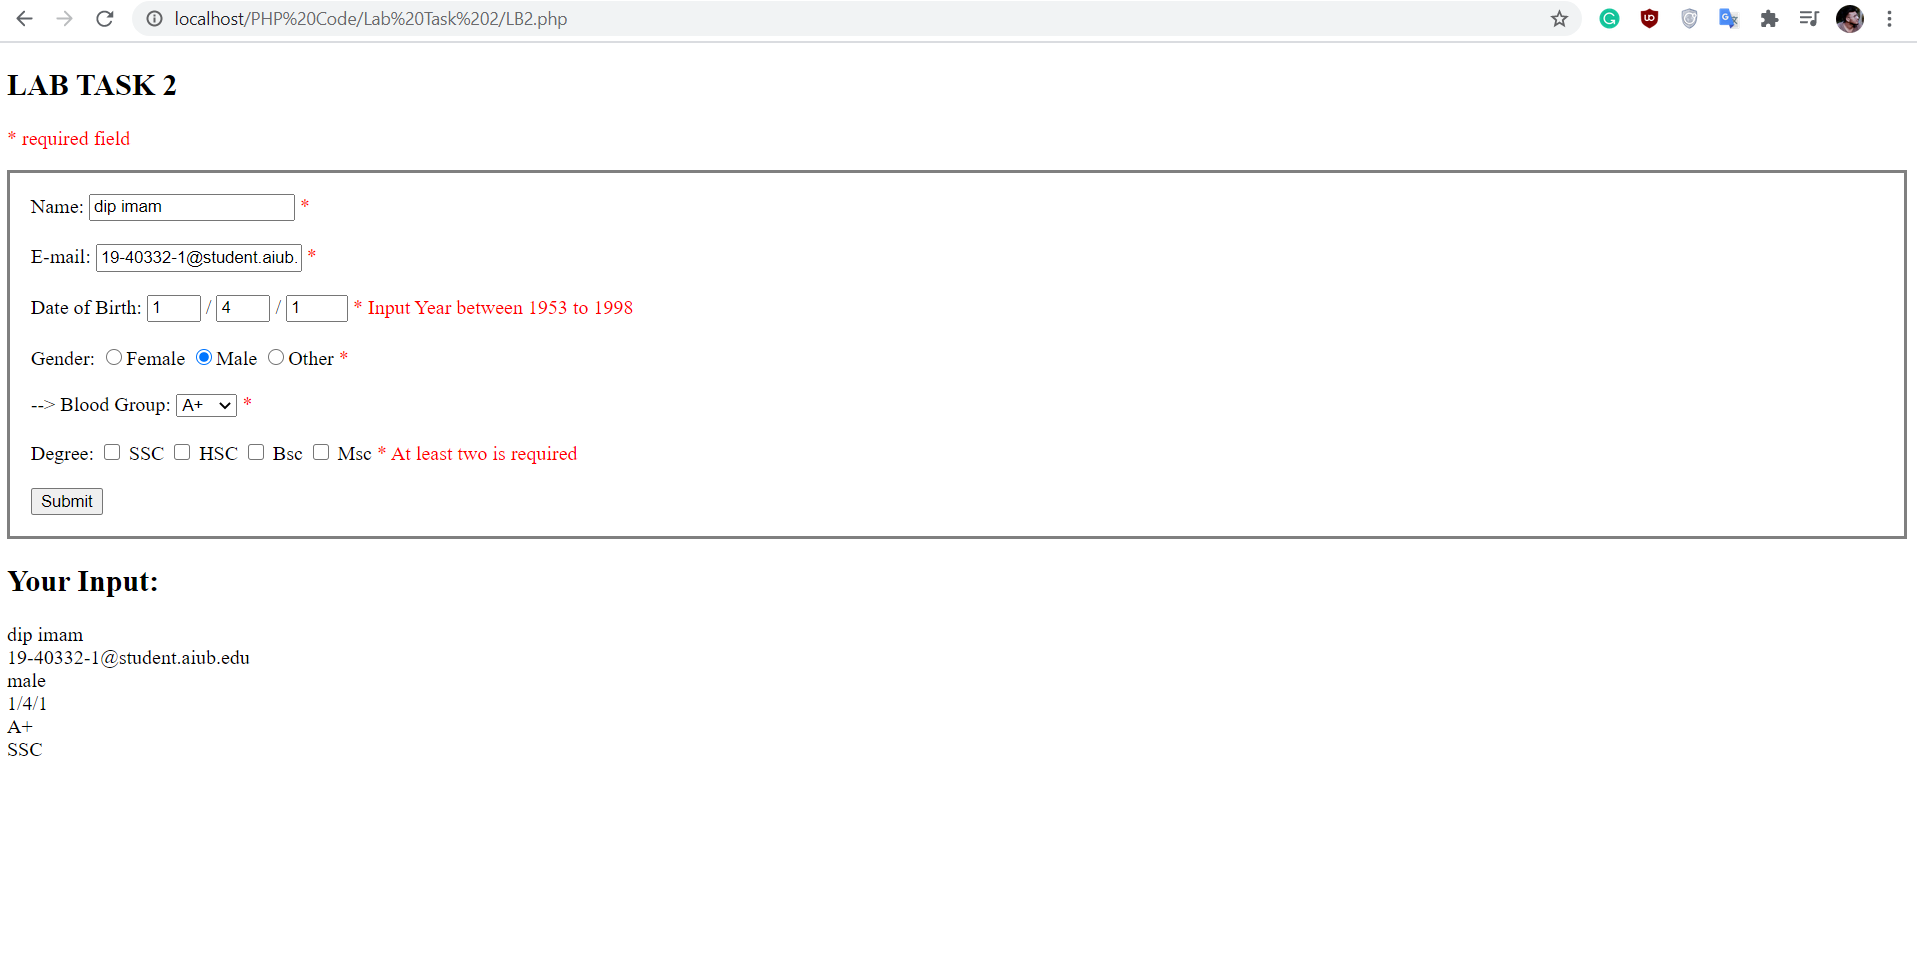 localhost/PHP%20Code/Lab%20Task%202/LB2.php
LAB TASK 2
* required field
Name: dip imam *
E-mail: 19-40332-1@student.aiub. *
Date of Birth: 1 / 4 / 1 * Input Year between 1953 to 1998
Gender: Female Male Other *
--> Blood Group: A+ *
Degree: SSC HSC Bsc Msc * At least two is required
Submit
Your Input:
dip imam
19-40332-1@student.aiub.edu
male
1/4/1
A+
SSC